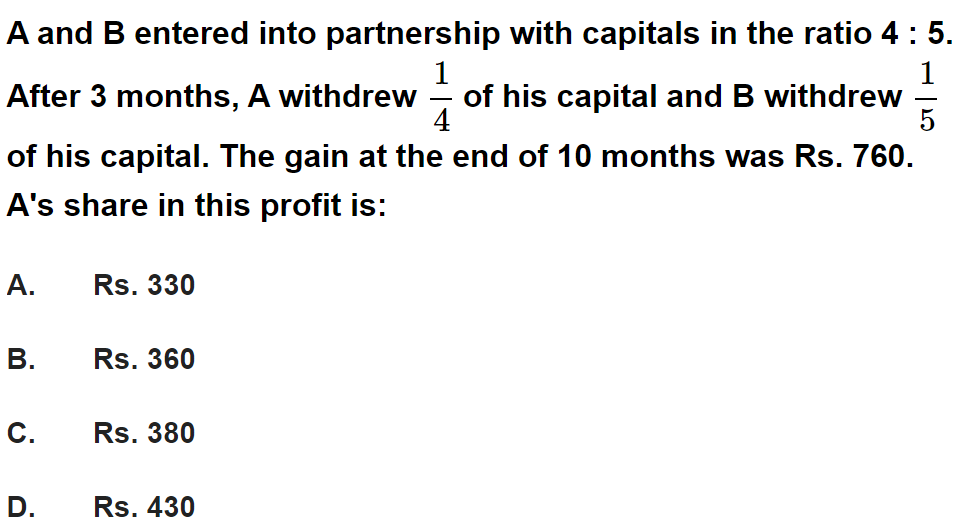 A and B entered into partnership with capitals in the ratio 4 : 5.
After 3 months, A withdrew 1/4 of his capital and B withdrew 1/5
of his capital. The gain at the end of 10 months was Rs. 760.
A's share in this profit is:
A. Rs. 330
B. Rs. 360
C. Rs. 380
D. Rs. 430